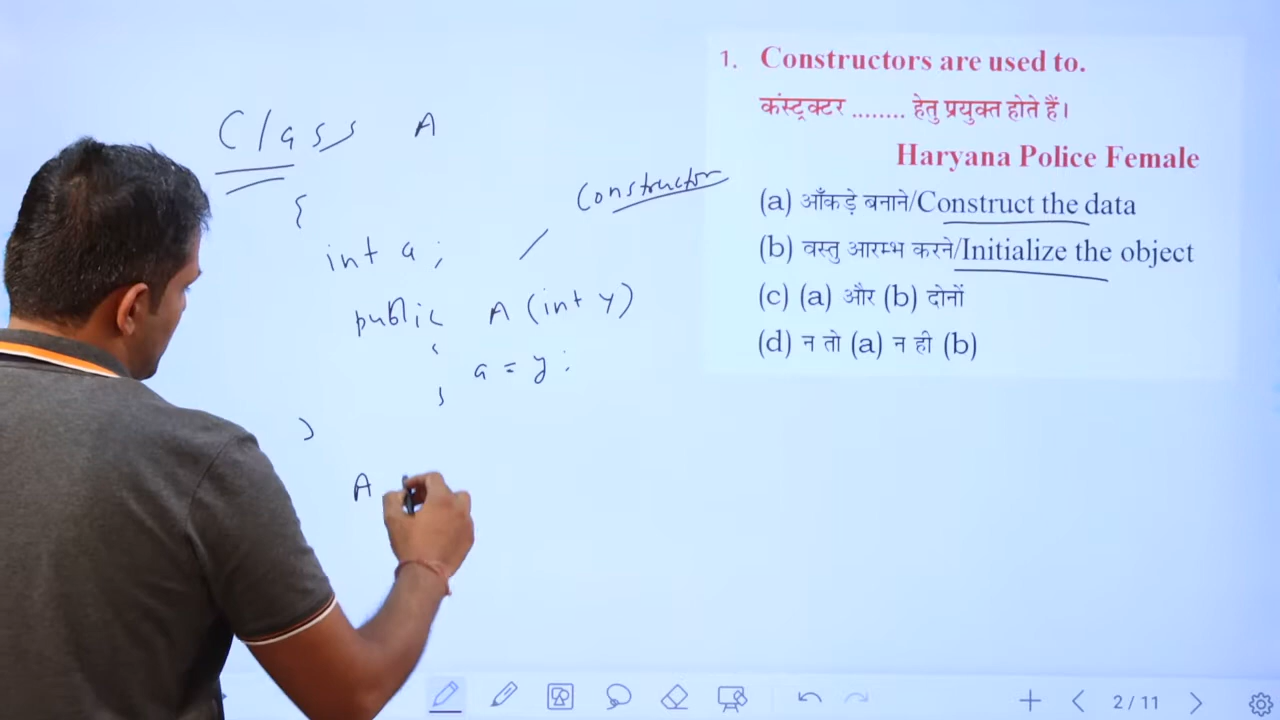 Class A
{
int a;
public A (int y)
{
a = y;
}
}
A
Constructor
1. Constructors are used to.
कंस्ट्रक्टर ........ हेतु प्रयुक्त होते हैं।
Haryana Police Female
(a) आँकड़े बनाने/Construct the data
(b) वस्तु आरम्भ करने/Initialize the object
(c) (a) और (b) दोनों
(d) न तो (a) न ही (b)
2 / 11